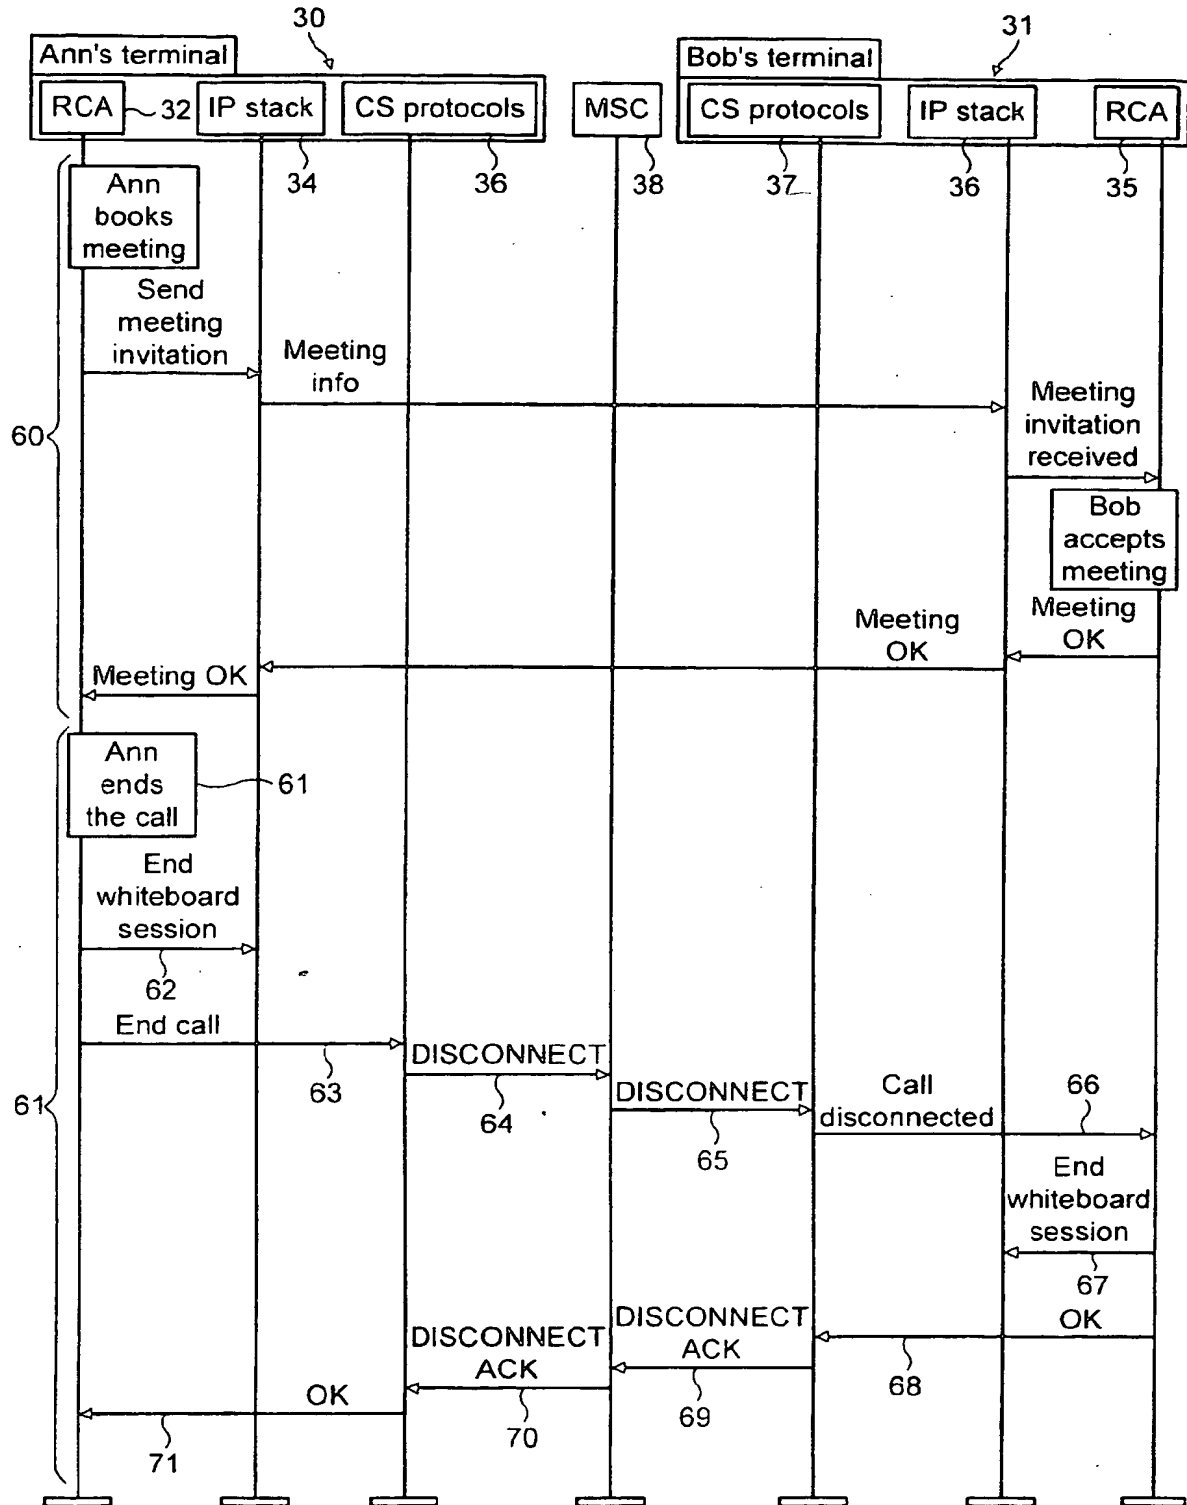 30
31
Ann's terminal
Bob's terminal
RCA
32
IP stack
CS protocols
MSC
CS protocols
IP stack
RCA
34
36
38
37
36
35
Ann
books
meeting
Send
meeting
invitation
Meeting
info
Meeting
invitation
received
60
Bob
accepts
meeting
Meeting
OK
Meeting
OK
Meeting OK
Ann
ends
the call
61
End
whiteboard
session
62
End call
63
DISCONNECT
64
DISCONNECT
65
Call
disconnected
66
61
End
whiteboard
session
67
OK
68
DISCONNECT
ACK
69
DISCONNECT
ACK
70
OK
71